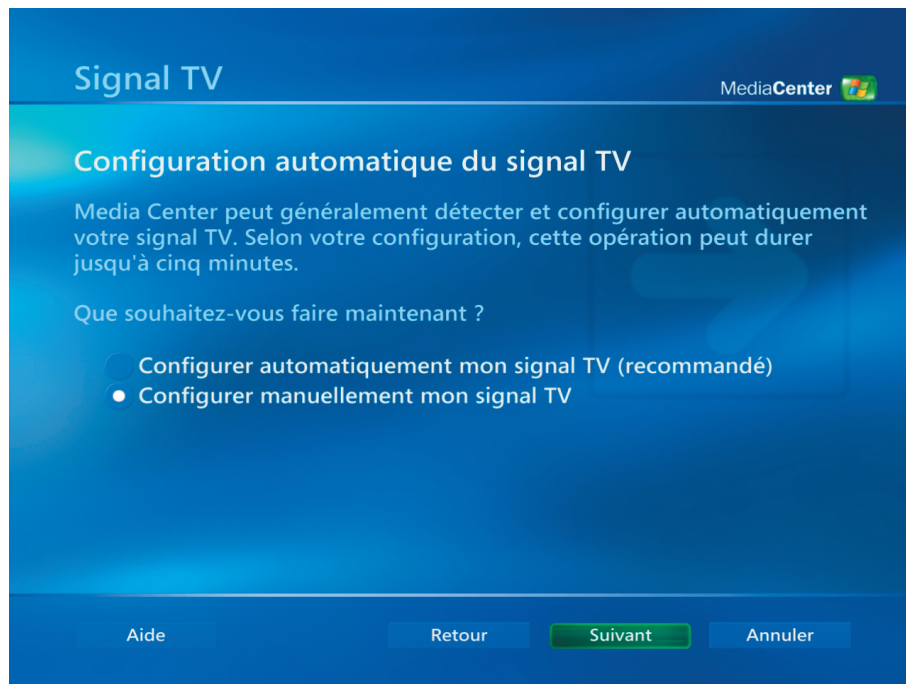 Signal TV
MediaCenter
Configuration automatique du signal TV
Media Center peut généralement détecter et configurer automatiquement
votre signal TV. Selon votre configuration, cette opération peut durer
jusqu'à cinq minutes.
Que souhaitez-vous faire maintenant ?
Configurer automatiquement mon signal TV (recommandé)
Configurer manuellement mon signal TV
Aide Retour Suivant Annuler